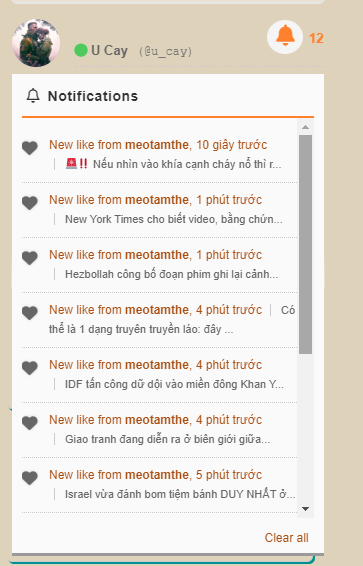 U Cay (@u_cay)
12
Notifications
New like from meotamthe, 10 giây trước
🚨‼️ Nếu nhìn vào khía cạnh cháy nổ thì r...
New like from meotamthe, 1 phút trước
New York Times cho biết video, bằng chứn...
New like from meotamthe, 1 phút trước
Hezbollah công bố đoạn phim ghi lại cảnh...
New like from meotamthe, 4 phút trước | Có
thể là 1 dạng truyên truyền láo: đây ...
New like from meotamthe, 4 phút trước
IDF tấn công dữ dội vào miền đông Khan Y...
New like from meotamthe, 4 phút trước
Giao tranh đang diễn ra ở biên giới giữa...
New like from meotamthe, 5 phút trước
Israel vừa đánh bom tiệm bánh DUY NHẤT ở...
Clear all